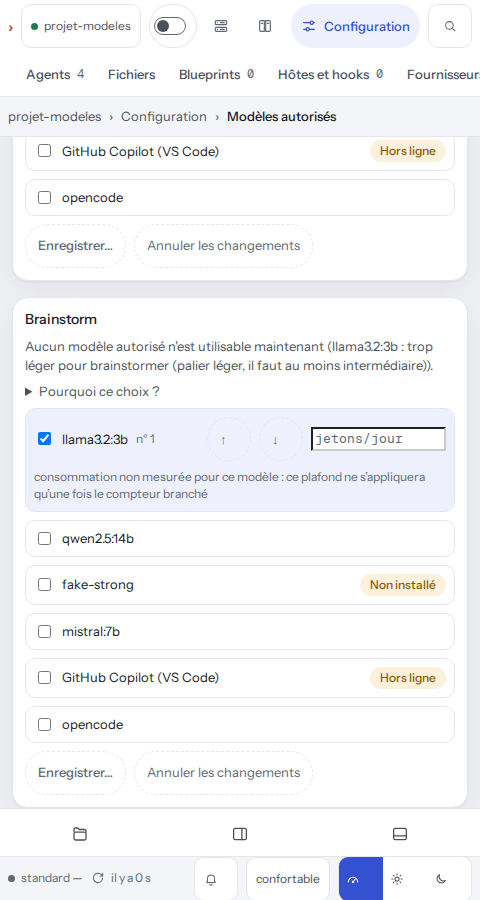 projet-modeles
Configuration
Agents 4 Fichiers Blueprints 0 Hôtes et hooks 0 Fournisseurs
projet-modeles › Configuration › Modèles autorisés
GitHub Copilot (VS Code) Hors ligne
opencode
Enregistrer... Annuler les changements
Brainstorm
Aucun modèle autorisé n'est utilisable maintenant (llama3.2:3b : trop
léger pour brainstormer (palier léger, il faut au moins intermédiaire)).
Pourquoi ce choix ?
llama3.2:3b n° 1 ↑ ↓ jetons/jour
consommation non mesurée pour ce modèle : ce plafond ne s'appliquera
qu'une fois le compteur branché
qwen2.5:14b
fake-strong Non installé
mistral:7b
GitHub Copilot (VS Code) Hors ligne
opencode
Enregistrer... Annuler les changements
standard — il y a 0 s confortable